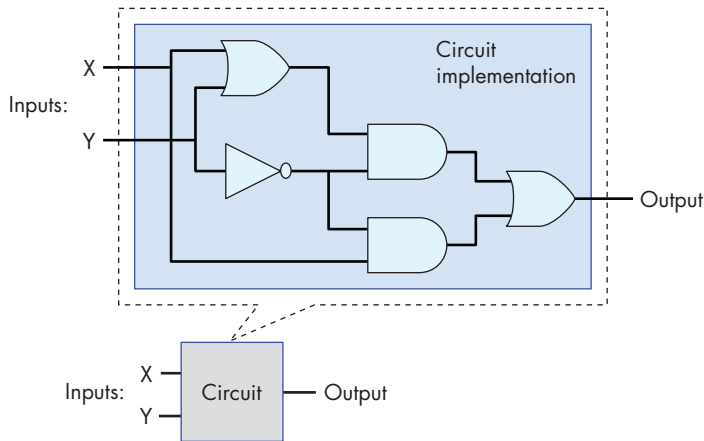 Circuit
implementation
X
Inputs:
Y
Output
X
Inputs:
Y
Circuit
Output